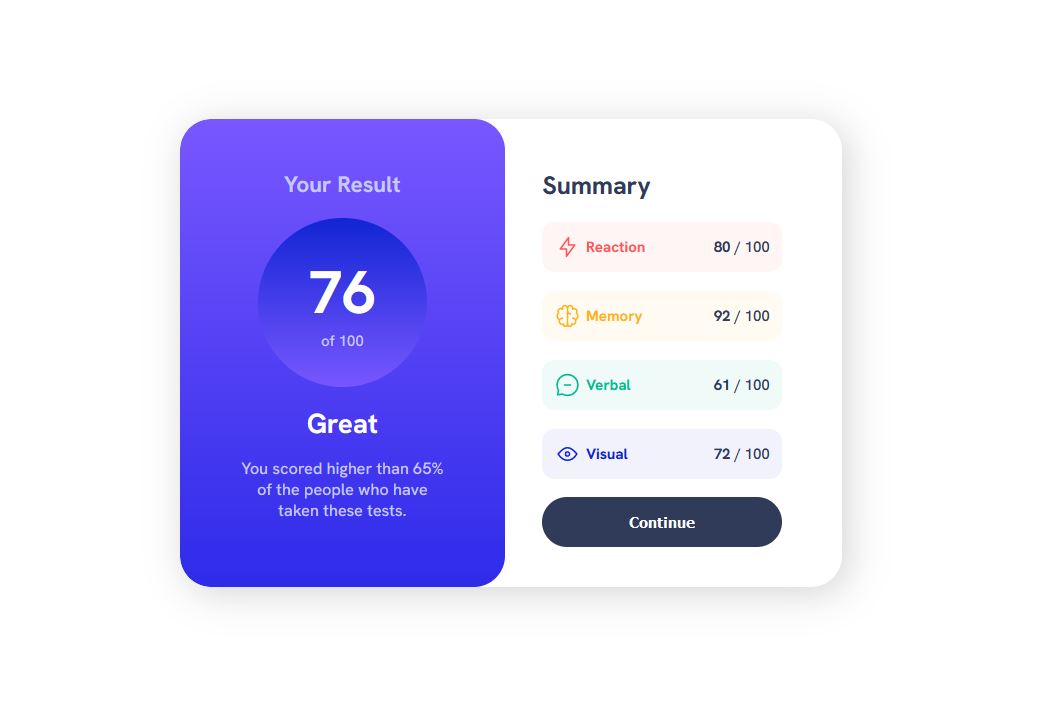 Your Result
76
of 100
Great
You scored higher than 65%
of the people who have
taken these tests.
Summary
Reaction 80 / 100
Memory 92 / 100
Verbal 61 / 100
Visual 72 / 100
Continue